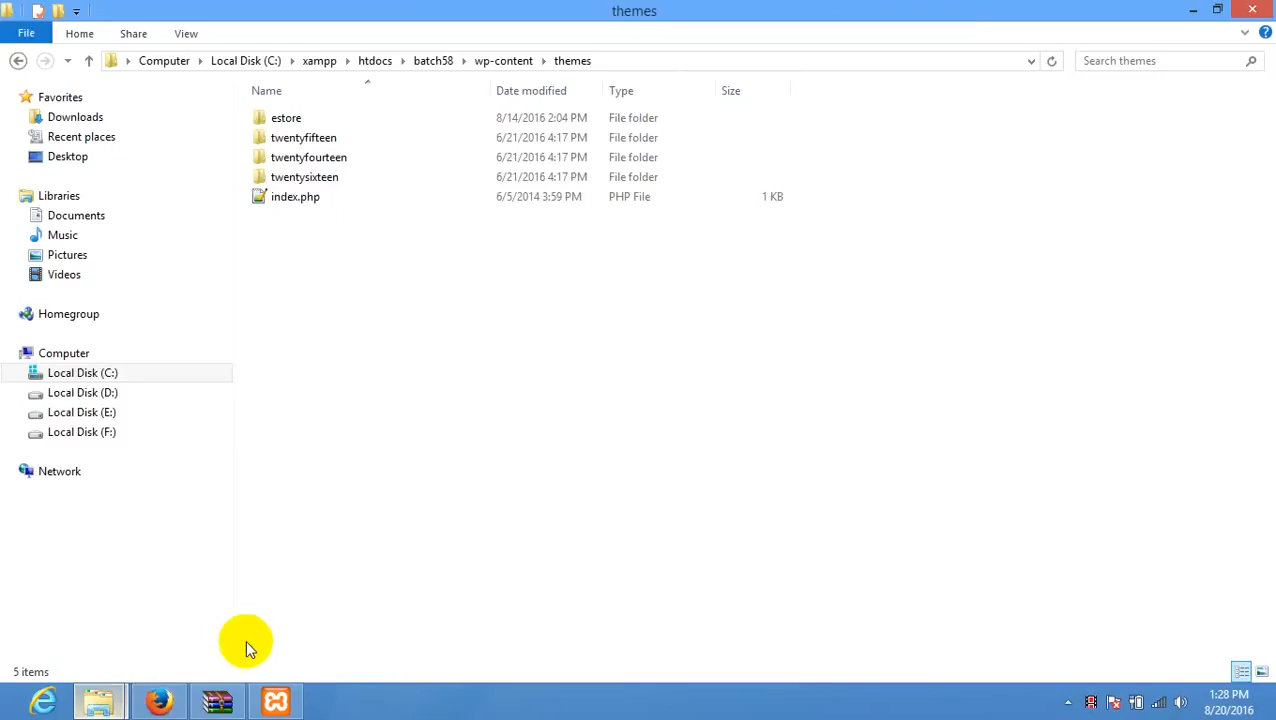 themes
File Home Share View
Computer Local Disk (C:) xampp htdocs batch58 wp-content themes
Search themes
Favorites
Downloads
Recent places
Desktop
Libraries
Documents
Music
Pictures
Videos
Homegroup
Computer
Local Disk (C:)
Local Disk (D:)
Local Disk (E:)
Local Disk (F:)
Network
Name Date modified Type Size
estore 8/14/2016 2:04 PM File folder
twentyfifteen 6/21/2016 4:17 PM File folder
twentyfourteen 6/21/2016 4:17 PM File folder
twentysixteen 6/21/2016 4:17 PM File folder
index.php 6/5/2014 3:59 PM PHP File 1 KB
5 items
1:28 PM
8/20/2016